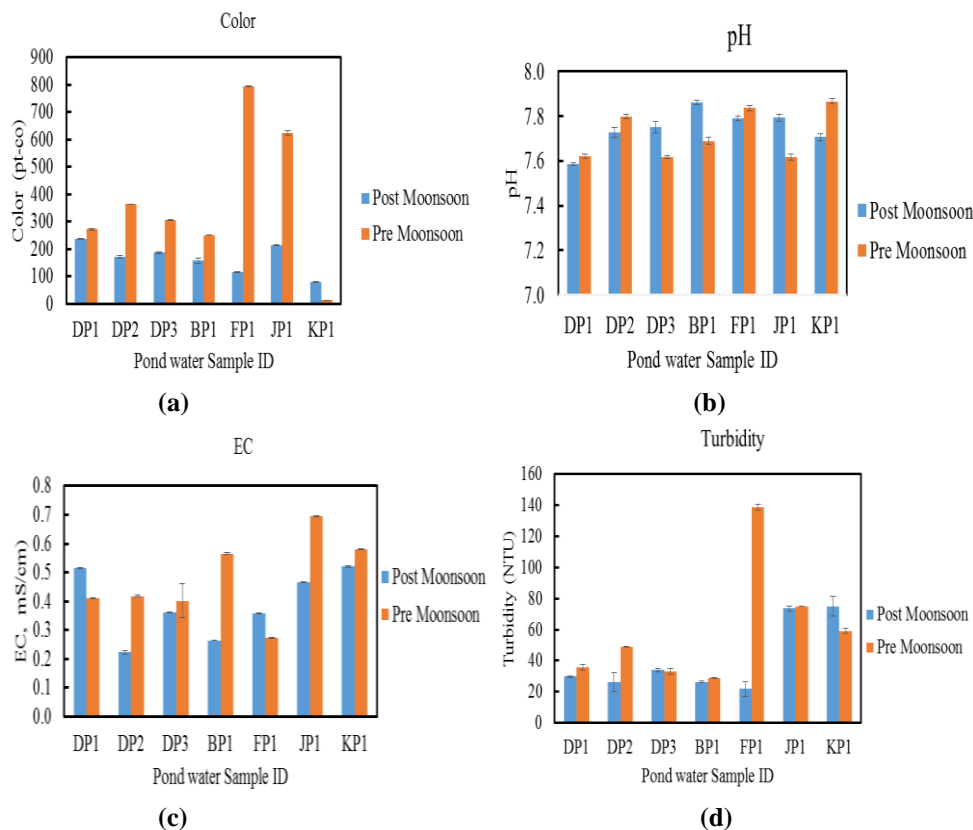 Color
900
800
700
600
500
400
300
200
100
0
Color (pt-co)
DP1 DP2 DP3 BP1 FP1 JP1 KP1
Pond water Sample ID
Post Moonsoon
Pre Moonsoon
(a)
pH
8.0
7.8
7.6
7.4
7.2
7.0
pH
DP1 DP2 DP3 BP1 FP1 JP1 KP1
Pond water Sample ID
Post Moonsoon
Pre Moonsoon
(b)
EC
0.8
0.7
0.6
0.5
0.4
0.3
0.2
0.1
0.0
EC, mS/cm
DP1 DP2 DP3 BP1 FP1 JP1 KP1
Pond water Sample ID
Post Moonsoon
Pre Moonsoon
(c)
Turbidity
160
140
120
100
80
60
40
20
0
Turbidity (NTU)
DP1 DP2 DP3 BP1 FP1 JP1 KP1
Pond water Sample ID
Post Moonsoon
Pre Moonsoon
(d)